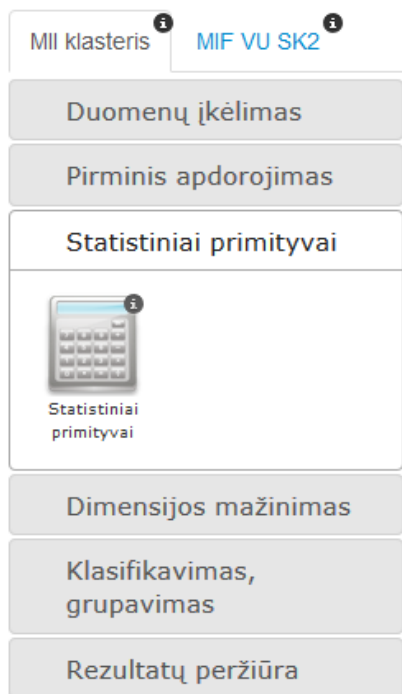 MII klasteris MIF VU SK2
Duomenų įkėlimas
Pirminis apdorojimas
Statistiniai primityvai
Statistiniai
primityvai
Dimensijos mažinimas
Klasifikavimas,
grupavimas
Rezultatų peržiūra